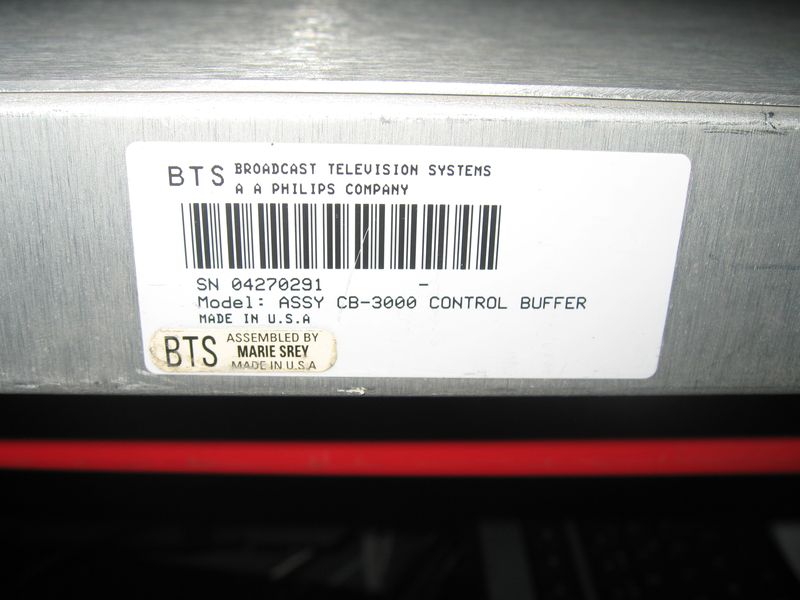 BTS BROADCAST TELEVISION SYSTEMS
A A PHILIPS COMPANY
SN 04270291 -
Model: ASSY CB-3000 CONTROL BUFFER
MADE IN U.S.A
BTS ASSEMBLED BY
MARIE SREY
MADE IN U.S.A